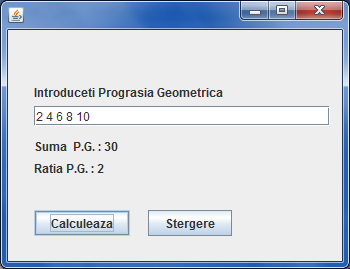 Introduceti Prograsia Geometrica
2 4 6 8 10
Suma P.G. : 30
Ratia P.G. : 2
Calculeaza Stergere